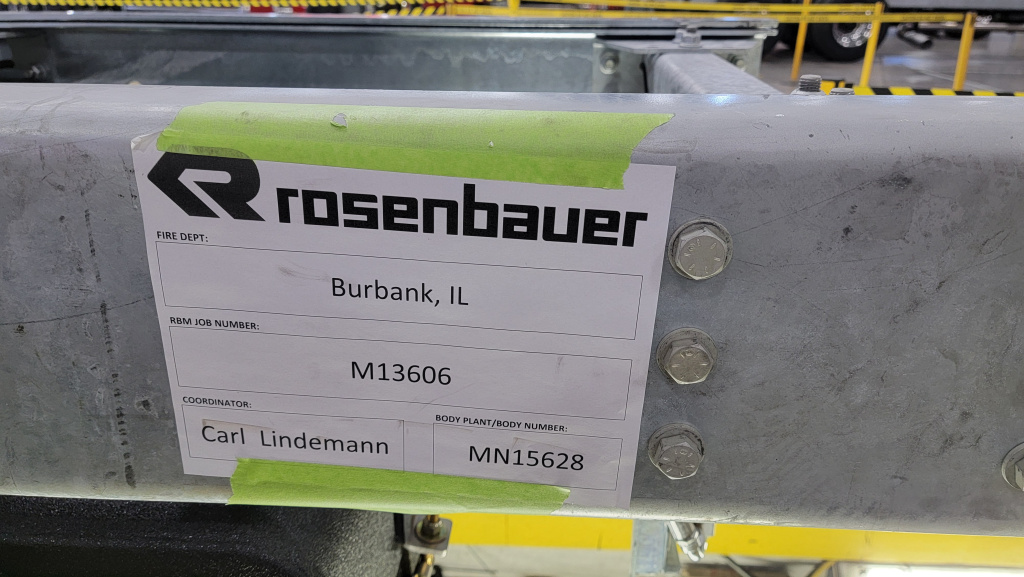 rosenbauer
FIRE DEPT:
Burbank, IL
RBM JOB NUMBER:
M13606
COORDINATOR:
Carl Lindemann
BODY PLANT/BODY NUMBER:
MN15628